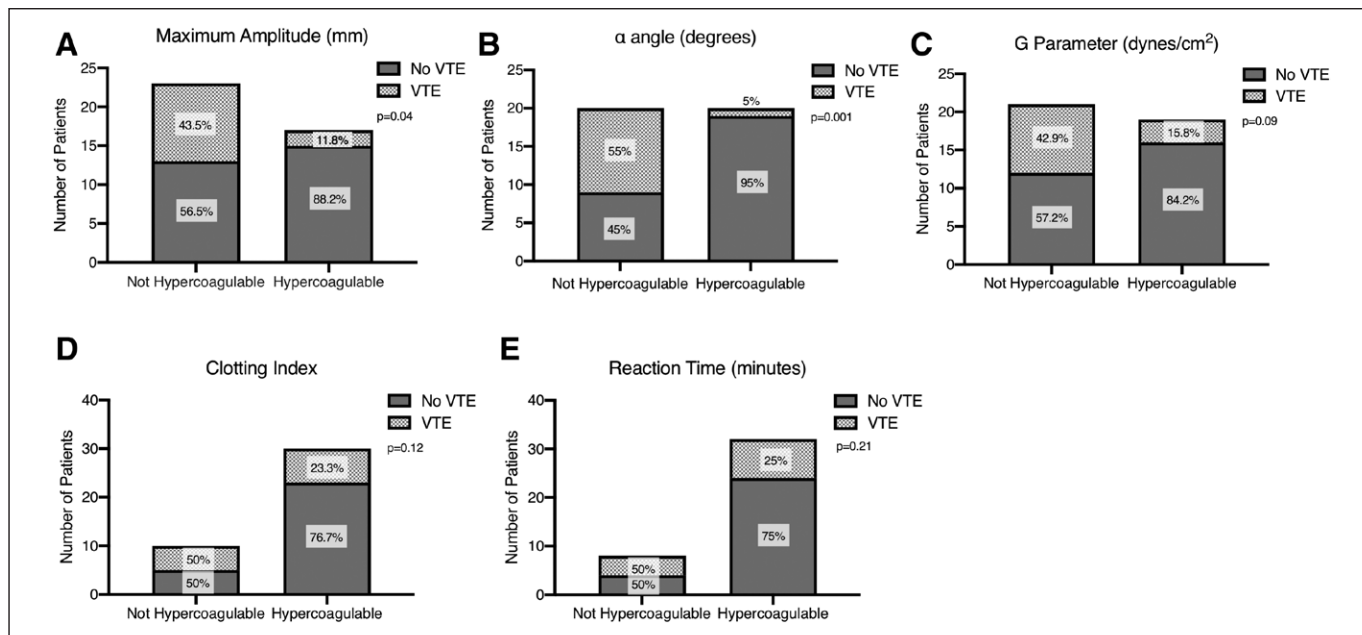 A
Maximum Amplitude (mm)
No VTE
VTE
p=0.04
Number of Patients
25
20
15
10
5
0
43.5%
56.5%
11.8%
88.2%
Not Hypercoagulable
Hypercoagulable
B
α angle (degrees)
No VTE
VTE
p=0.001
Number of Patients
25
20
15
10
5
0
55%
45%
5%
95%
Not Hypercoagulable
Hypercoagulable
C
G Parameter (dynes/cm²)
No VTE
VTE
p=0.09
Number of Patients
25
20
15
10
5
0
42.9%
57.2%
15.8%
84.2%
Not Hypercoagulable
Hypercoagulable
D
Clotting Index
No VTE
VTE
p=0.12
Number of Patients
40
30
20
10
0
50%
50%
23.3%
76.7%
Not Hypercoagulable
Hypercoagulable
E
Reaction Time (minutes)
No VTE
VTE
p=0.21
Number of Patients
40
30
20
10
0
50%
50%
25%
75%
Not Hypercoagulable
Hypercoagulable